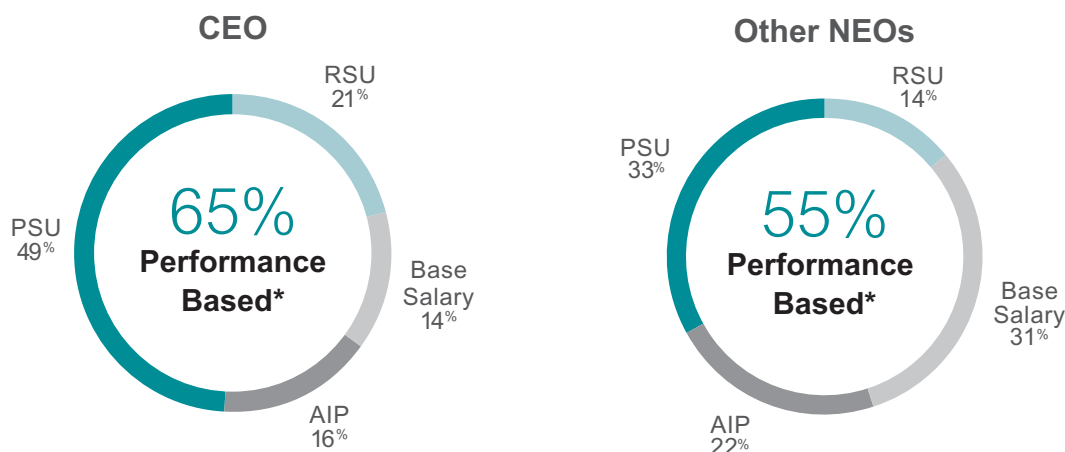 CEO
RSU
21%
PSU
49%
65%
Performance
Based*
Base
Salary
14%
AIP
16%
Other NEOs
RSU
14%
PSU
33%
55%
Performance
Based*
Base
Salary
31%
AIP
22%